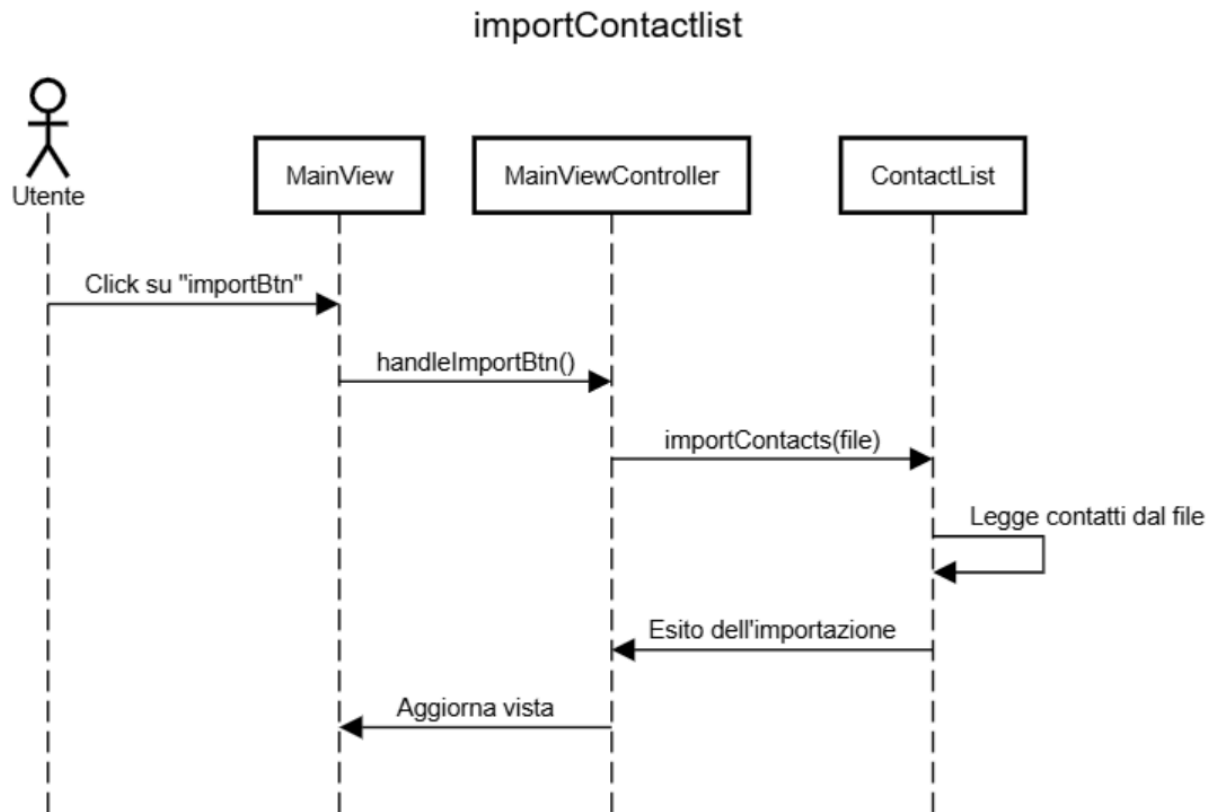 importContactlist
Utente
MainView
MainViewController
ContactList
Click su "importBtn"
handleImportBtn()
importContacts(file)
Legge contatti dal file
Esito dell'importazione
Aggiorna vista